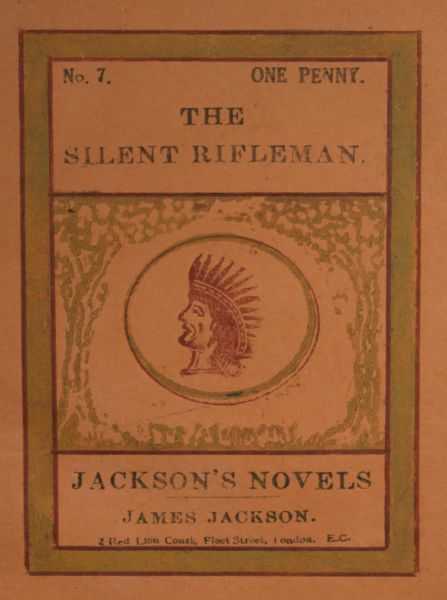 No. 7. ONE PENNY.
THE
SILENT RIFLEMAN.
JACKSON'S NOVELS
JAMES JACKSON.
2 Red Lion Court, Fleet Street, London. E.C.